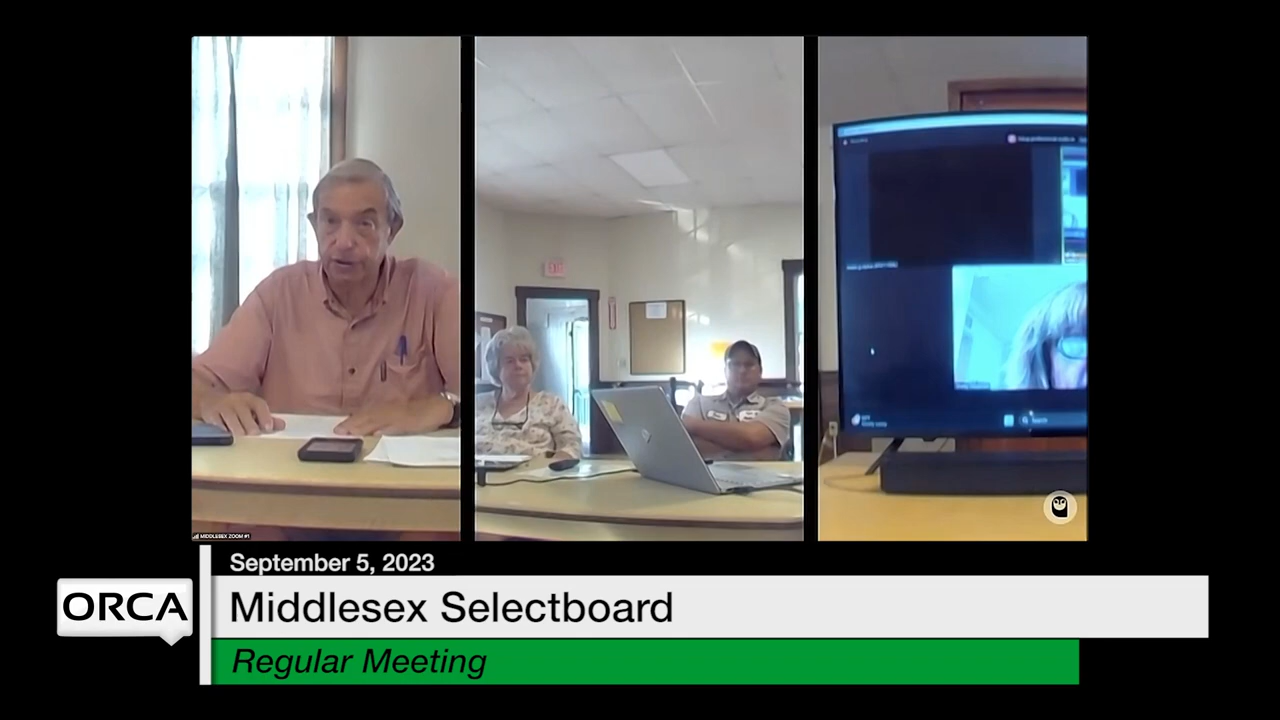 EXIT
MIDDLESEX ZOOM #1
September 5, 2023
ORCA
Middlesex Selectboard
Regular Meeting